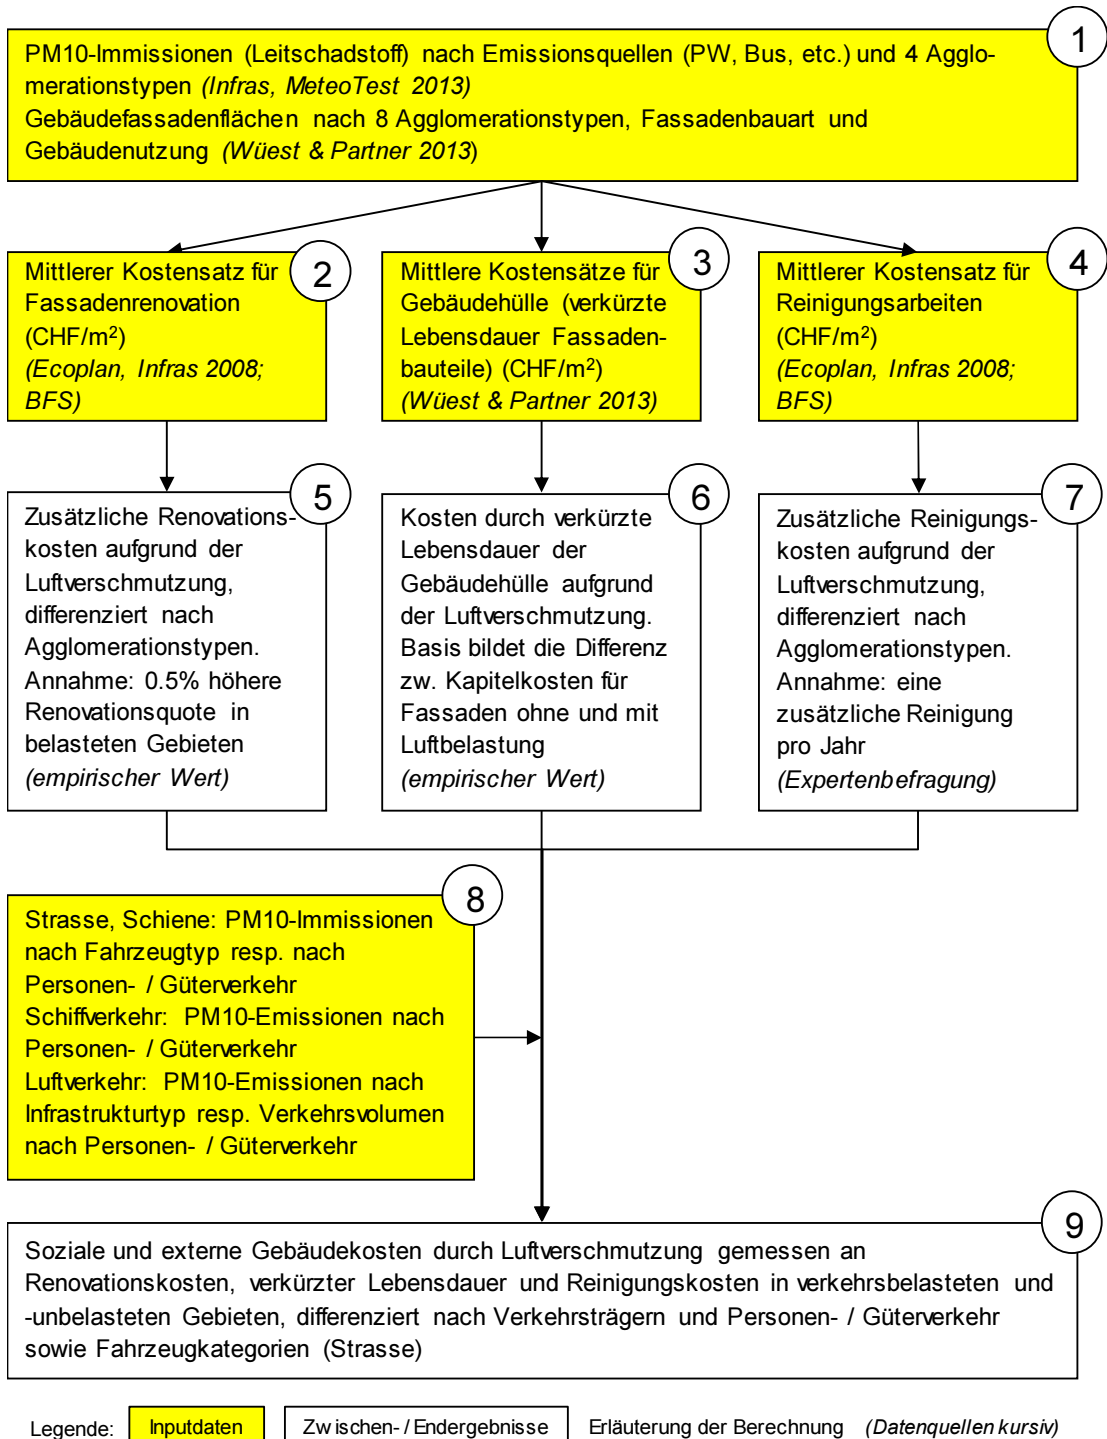 1
PM10-Immissionen (Leitschadstoff) nach Emissionsquellen (PW, Bus, etc.) und 4 Agglo-
merationstypen (Infras, MeteoTest 2013)
Gebäudefassadenflächen nach 8 Agglomerationstypen, Fassadenbauart und
Gebäudenutzung (Wüest & Partner 2013)
2
Mittlerer Kostensatz für
Fassadenrenovation
(CHF/m²)
(Ecoplan, Infras 2008;
BFS)
3
Mittlere Kostensätze für
Gebäudehülle (verkürzte
Lebensdauer Fassaden-
bauteile) (CHF/m²)
(Wüest & Partner 2013)
4
Mittlerer Kostensatz für
Reinigungsarbeiten
(CHF/m²)
(Ecoplan, Infras 2008;
BFS)
5
Zusätzliche Renovations-
kosten aufgrund der
Luftverschmutzung,
differenziert nach
Agglomerationstypen.
Annahme: 0.5% höhere
Renovationsquote in
belasteten Gebieten
(empirischer Wert)
6
Kosten durch verkürzte
Lebensdauer der
Gebäudehülle aufgrund
der Luftverschmutzung.
Basis bildet die Differenz
zw. Kapitelkosten für
Fassaden ohne und mit
Luftbelastung
(empirischer Wert)
7
Zusätzliche Reinigungs-
kosten aufgrund der
Luftverschmutzung,
differenziert nach
Agglomerationstypen.
Annahme: eine
zusätzliche Reinigung
pro Jahr
(Expertenbefragung)
8
Strasse, Schiene: PM10-Immissionen
nach Fahrzeugtyp resp. nach
Personen- / Güterverkehr
Schiffverkehr: PM10-Emissionen nach
Personen- / Güterverkehr
Luftverkehr: PM10-Emissionen nach
Infrastrukturtyp resp. Verkehrsvolumen
nach Personen- / Güterverkehr
9
Soziale und externe Gebäudekosten durch Luftverschmutzung gemessen an
Renovationskosten, verkürzter Lebensdauer und Reinigungskosten in verkehrsbelasteten und
-unbelasteten Gebieten, differenziert nach Verkehrsträgern und Personen- / Güterverkehr
sowie Fahrzeugkategorien (Strasse)
Legende: Inputdaten Zwischen- / Endergebnisse Erläuterung der Berechnung (Datenquellen kursiv)